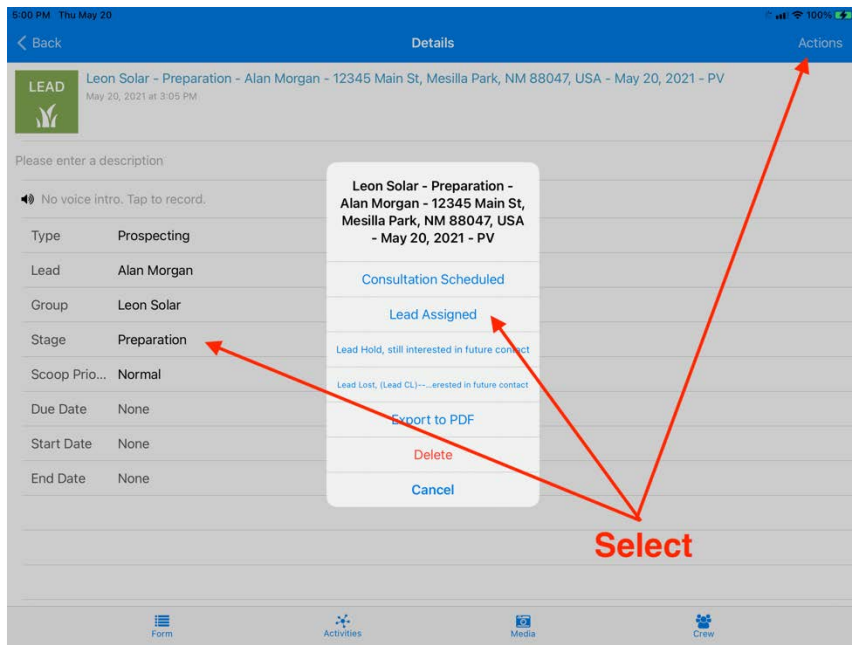 5:00 PM Thu May 20
100%
Back
Details
Actions
LEAD
Leon Solar - Preparation - Alan Morgan - 12345 Main St, Mesilla Park, NM 88047, USA - May 20, 2021 - PV
May 20, 2021 at 3:05 PM
Please enter a description
No voice intro. Tap to record.
Type Prospecting
Lead Alan Morgan
Group Leon Solar
Stage Preparation
Scoop Prio... Normal
Due Date None
Start Date None
End Date None
Leon Solar - Preparation -
Alan Morgan - 12345 Main St,
Mesilla Park, NM 88047, USA
- May 20, 2021 - PV
Consultation Scheduled
Lead Assigned
Lead Hold, still interested in future contact
Lead Lost, (Lead CL)--...erested in future contact
Export to PDF
Delete
Cancel
Select
Form
Activities
Media
Crew